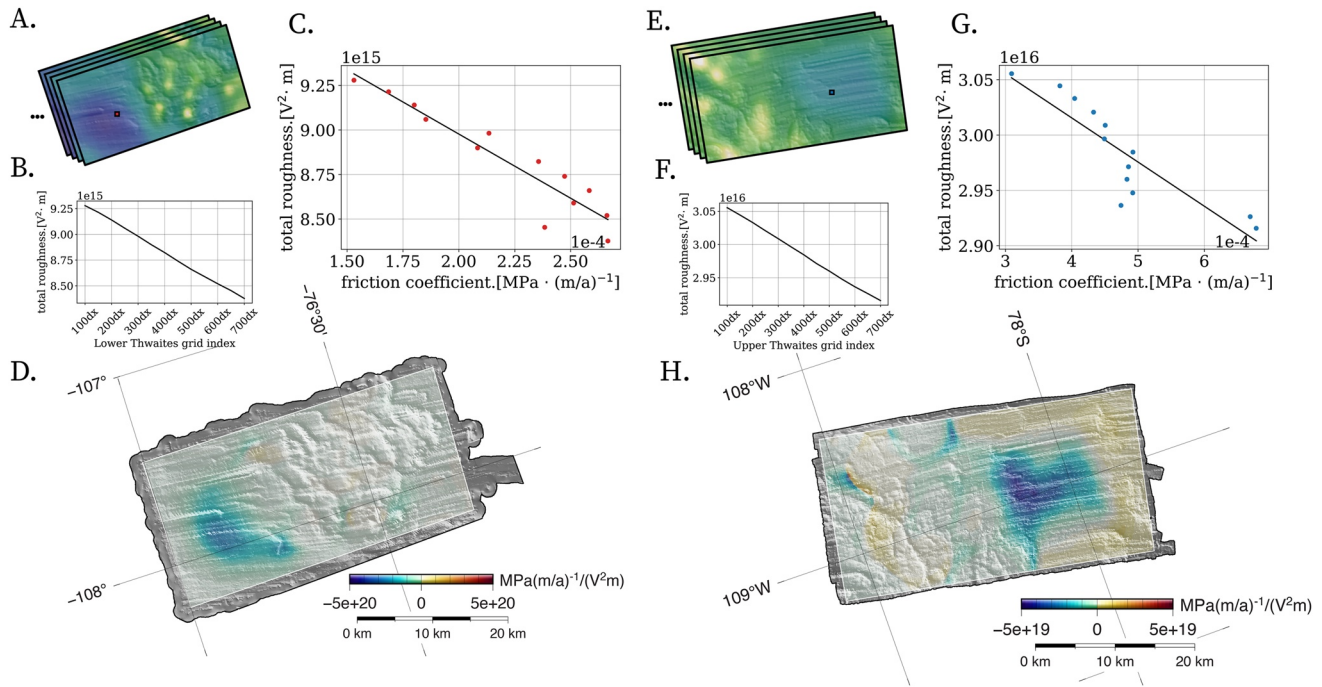 A.
...
B.
1e15
total roughness.[V²· m]
9.25
9.00
8.75
8.50
100dx 200dx 300dx 400dx 500dx 600dx 700dx
Lower Thwaites grid index
C.
1e15
total roughness.[V²· m]
9.25
9.00
8.75
8.50
1e-4
1.50 1.75 2.00 2.25 2.50
friction coefficient.[MPa · (m/a)⁻¹]
D.
−76°30'
−107°
−108°
MPa(m/a)⁻¹/(V²m)
−5e+20 0 5e+20
0 km 10 km 20 km
E.
...
F.
1e16
total roughness.[V²· m]
3.05
3.00
2.95
100dx 200dx 300dx 400dx 500dx 600dx 700dx
Upper Thwaites grid index
G.
1e16
total roughness.[V²· m]
3.05
3.00
2.95
2.90
1e-4
3 4 5 6
friction coefficient.[MPa · (m/a)⁻¹]
H.
78°S
108°W
109°W
MPa(m/a)⁻¹/(V²m)
−5e+19 0 5e+19
0 km 10 km 20 km